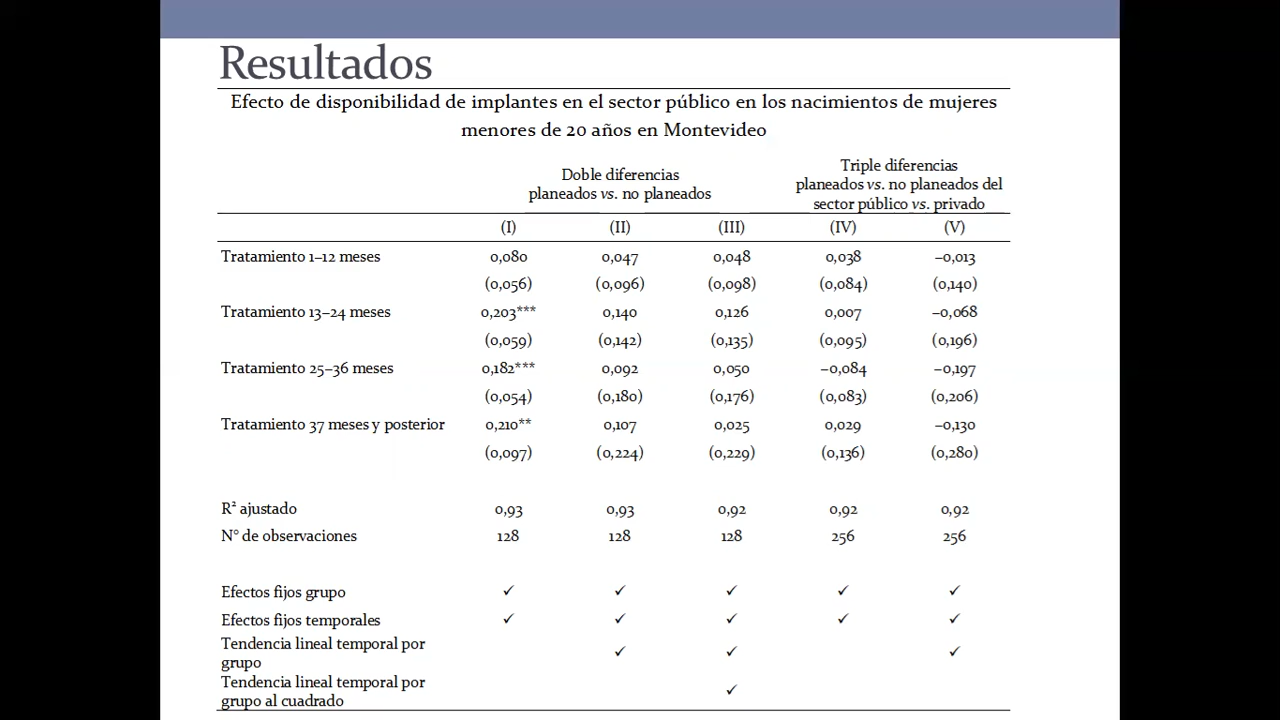 Resultados
Efecto de disponibilidad de implantes en el sector público en los nacimientos de mujeres
menores de 20 años en Montevideo
Doble diferencias
planeados vs. no planeados
Triple diferencias
planeados vs. no planeados del
sector público vs. privado
(I) (II) (III) (IV) (V)
Tratamiento 1–12 meses 0,080 0,047 0,048 0,038 –0,013
(0,056) (0,096) (0,098) (0,084) (0,140)
Tratamiento 13–24 meses 0,203*** 0,140 0,126 0,007 –0,068
(0,059) (0,142) (0,135) (0,095) (0,196)
Tratamiento 25–36 meses 0,182*** 0,092 0,050 –0,084 –0,197
(0,054) (0,180) (0,176) (0,083) (0,206)
Tratamiento 37 meses y posterior 0,210** 0,107 0,025 0,029 –0,130
(0,097) (0,224) (0,229) (0,136) (0,280)
R² ajustado 0,93 0,93 0,92 0,92 0,92
N° de observaciones 128 128 128 256 256
Efectos fijos grupo ✓ ✓ ✓ ✓ ✓
Efectos fijos temporales ✓ ✓ ✓ ✓ ✓
Tendencia lineal temporal por
grupo ✓ ✓ ✓
Tendencia lineal temporal por
grupo al cuadrado ✓